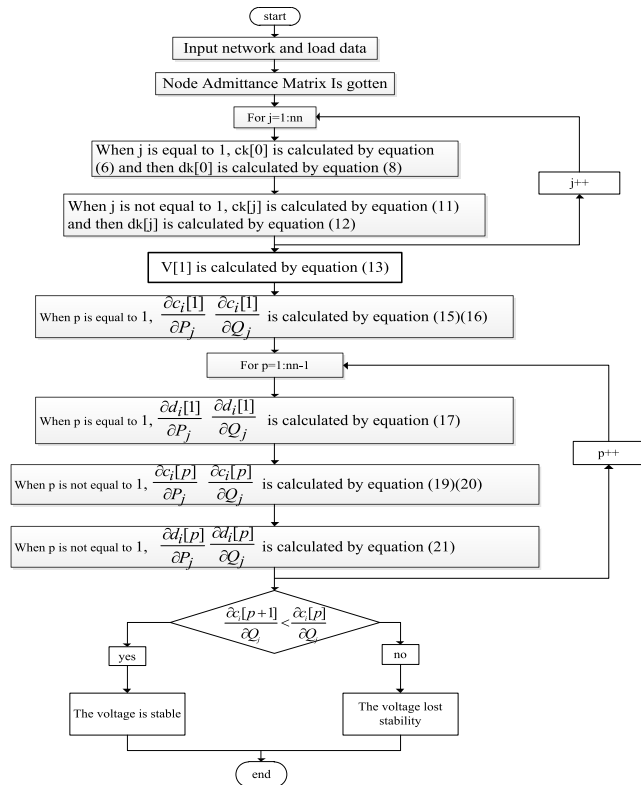 start
Input network and load data
Node Admittance Matrix Is gotten
For j=1:nn
When j is equal to 1, ck[0] is calculated by equation
(6) and then dk[0] is calculated by equation (8)
j++
When j is not equal to 1, ck[j] is calculated by equation (11)
and then dk[j] is calculated by equation (12)
V[1] is calculated by equation (13)
When p is equal to 1, ∂c_i[1]/∂P_j ∂c_i[1]/∂Q_j is calculated by equation (15)(16)
For p=1:nn-1
When p is equal to 1, ∂d_i[1]/∂P_j ∂d_i[1]/∂Q_j is calculated by equation (17)
p++
When p is not equal to 1, ∂c_i[p]/∂P_j ∂c_i[p]/∂Q_j is calculated by equation (19)(20)
When p is not equal to 1, ∂d_i[p]/∂P_j ∂d_i[p]/∂Q_j is calculated by equation (21)
∂c_i[p+1]/∂Q_j < ∂c_i[p]/∂Q_j
yes
no
The voltage is stable
The voltage lost
stability
end